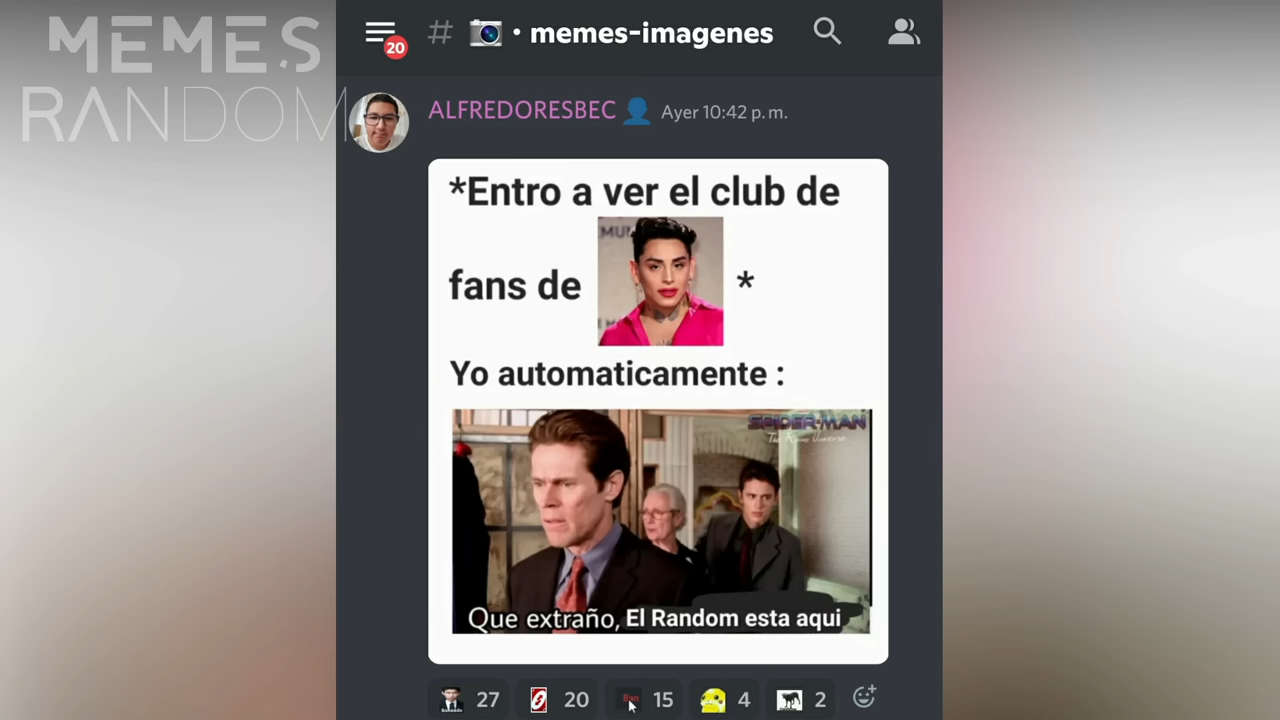 MEMES
RANDOM
20
# • memes-imagenes
ALFREDORESBEC Ayer 10:42 p. m.
*Entro a ver el club de
fans de *
Yo automaticamente :
SPIDER-MAN
Que extraño, El Random esta aqui
27 20 Ban 15 4 2